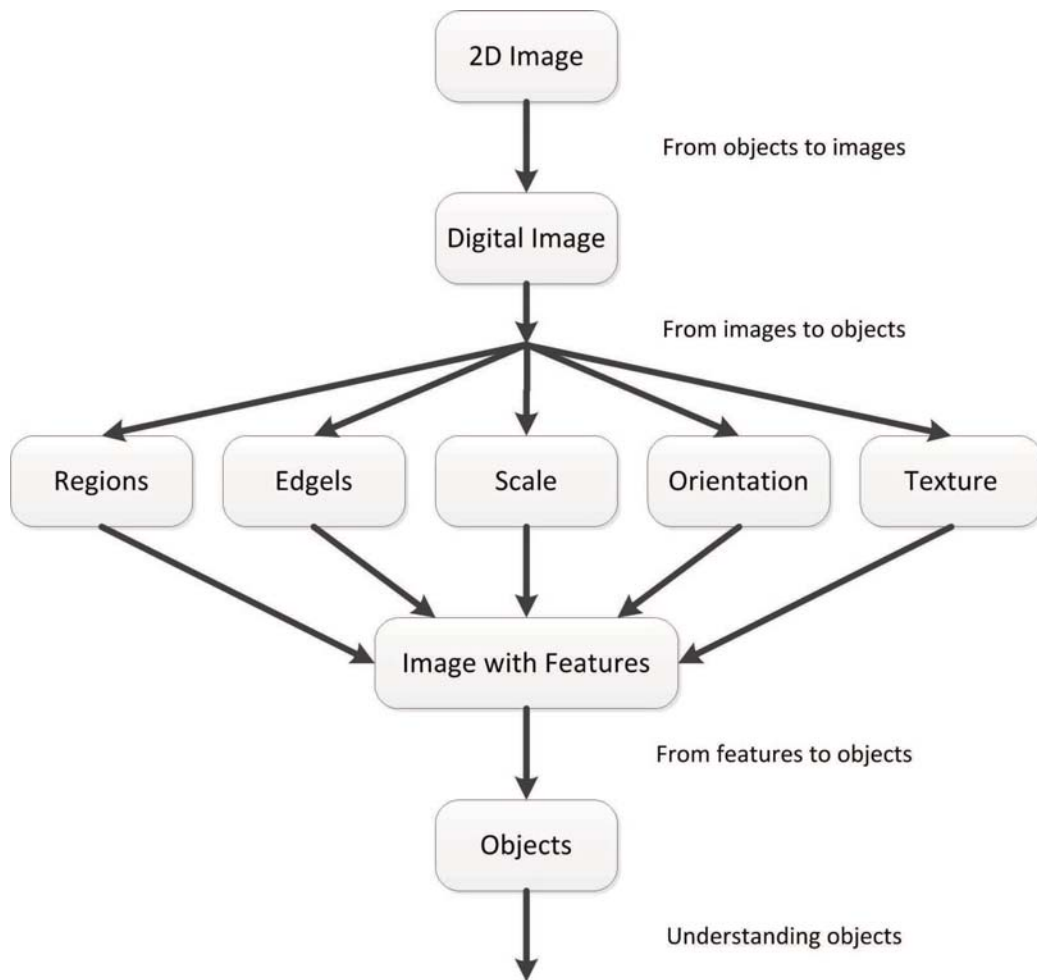 2D Image
From objects to images
Digital Image
From images to objects
Regions
Edgels
Scale
Orientation
Texture
Image with Features
From features to objects
Objects
Understanding objects